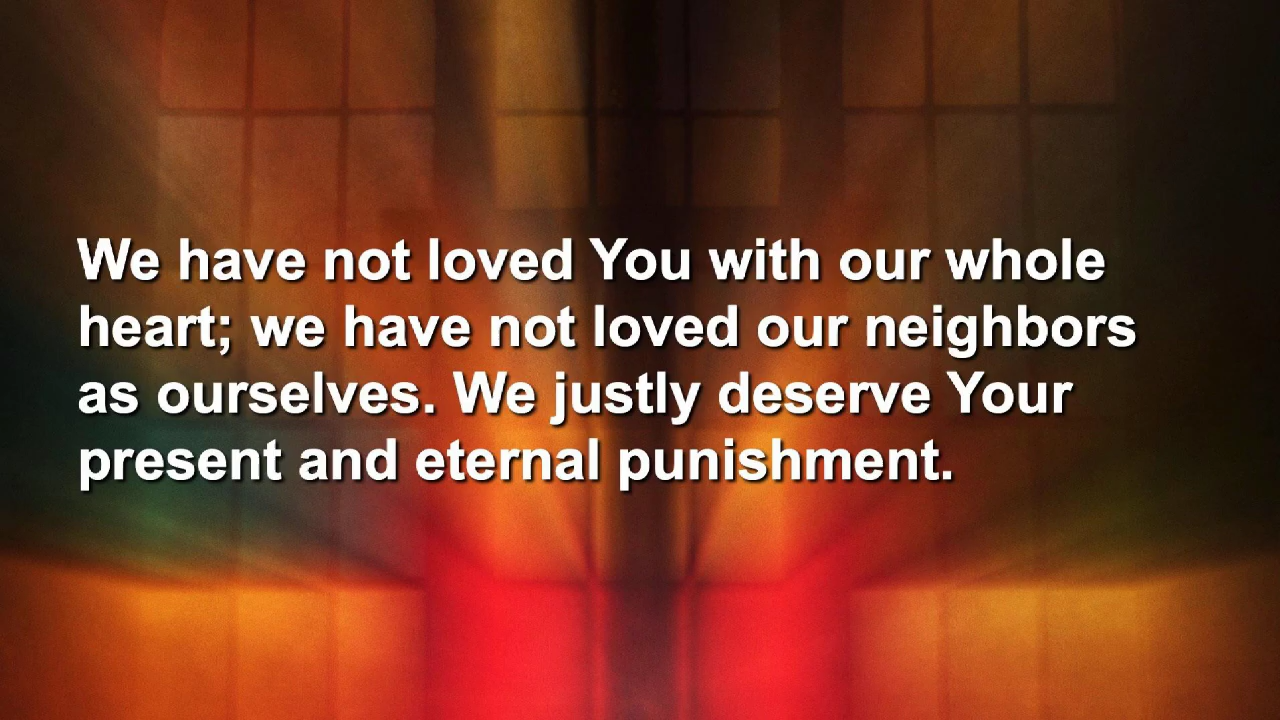 We have not loved You with our whole
heart; we have not loved our neighbors
as ourselves. We justly deserve Your
present and eternal punishment.